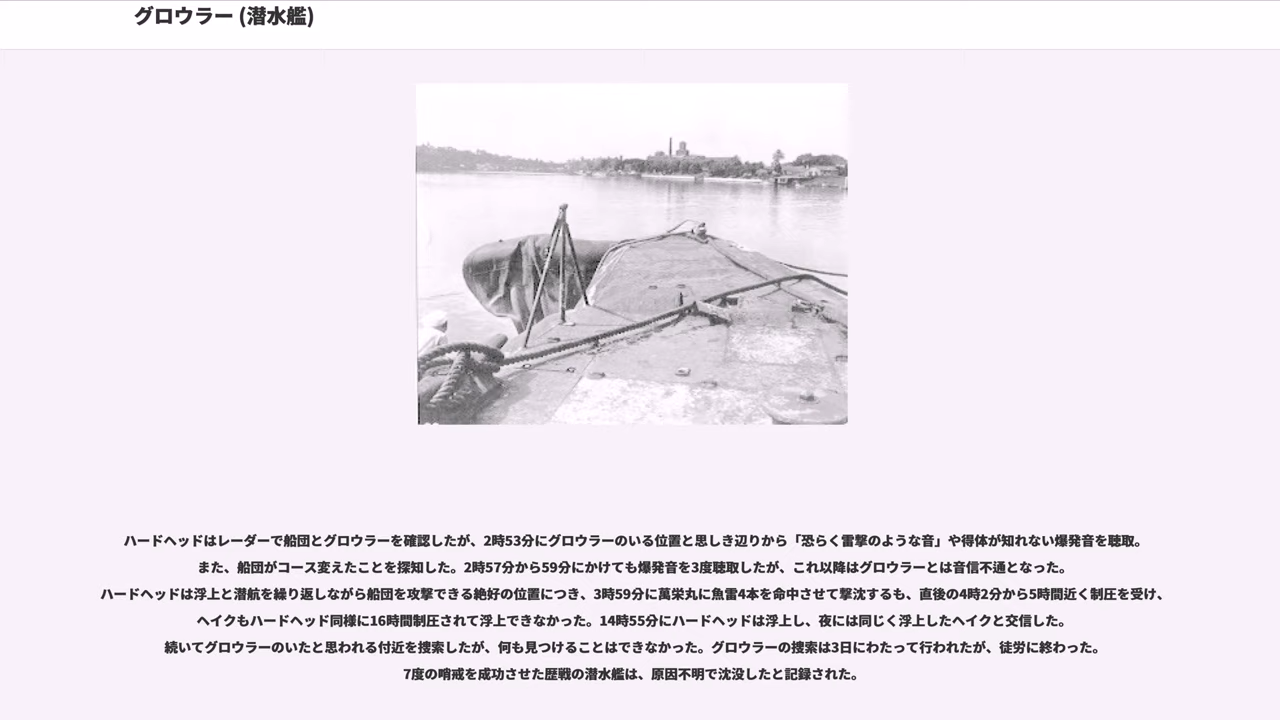 グロウラー (潜水艦)
ハードヘッドはレーダーで船団とグロウラーを確認したが、2時53分にグロウラーのいる位置と思しき辺りから「恐らく雷撃のような音」や得体が知れない爆発音を聴取。
また、船団がコース変えたことを探知した。2時57分から59分にかけても爆発音を3度聴取したが、これ以降はグロウラーとは音信不通となった。
ハードヘッドは浮上と潜航を繰り返しながら船団を攻撃できる絶好の位置につき、3時59分に萬栄丸に魚雷4本を命中させて撃沈するも、直後の4時2分から5時間近く制圧を受け、
ヘイクもハードヘッド同様に16時間制圧されて浮上できなかった。14時55分にハードヘッドは浮上し、夜には同じく浮上したヘイクと交信した。
続いてグロウラーのいたと思われる付近を捜索したが、何も見つけることはできなかった。グロウラーの捜索は3日にわたって行われたが、徒労に終わった。
7度の哨戒を成功させた歴戦の潜水艦は、原因不明で沈没したと記録された。